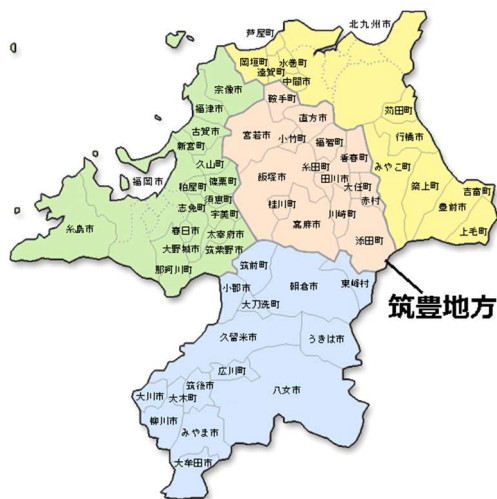 北九州市
芦屋町
岡垣町
水巻町
遠賀町
中間市
宗像市
鞍手町
苅田町
福津市
直方市
古賀市
宮若市
小竹町
福智町
行橋市
新宮町
香春町
みやこ町
久山町
糸田町
飯塚市
田川市
福岡市
篠栗町
大任町
築上町
吉富町
粕屋町
須恵町
赤村
豊前市
志免町
宇美町
桂川町
川崎町
上毛町
糸島市
春日市
太宰府市
嘉麻市
添田町
大野城市
筑紫野市
那珂川町
筑前町
朝倉市
東峰村
小郡市
大刀洗町
筑豊地方
久留米市
うきは市
広川町
筑後市
八女市
大川市
大木町
柳川市
みやま市
大牟田市